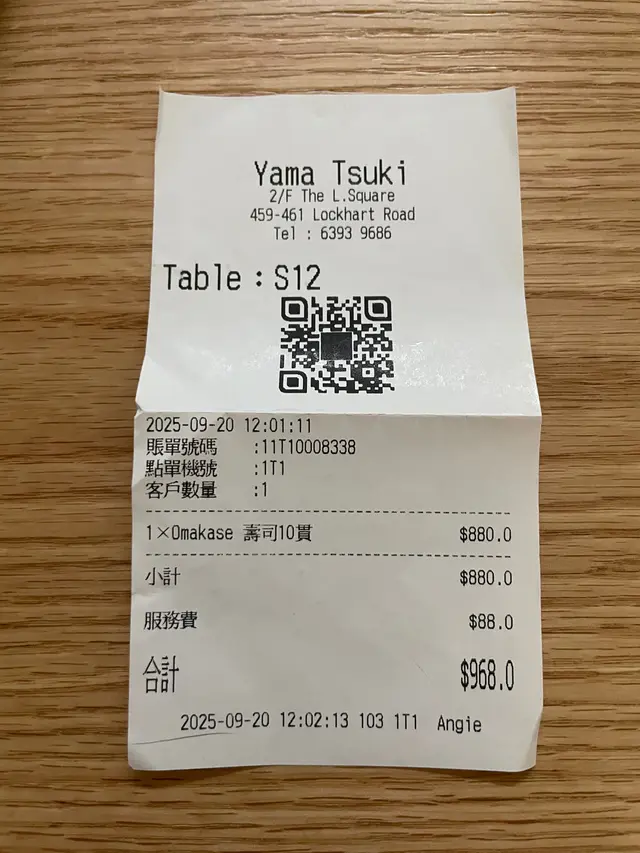 Yama Tsuki
2/F The L.Square
459-461 Lockhart Road
Tel : 6393 9686
Table : S12
2025-09-20 12:01:11
賬單號碼 :11T10008338
點單機號 :1T1
客戶數量 :1
1×Omakase 壽司10貫 $880.0
小計 $880.0
服務費 $88.0
合計 $968.0
2025-09-20 12:02:13 103 1T1 Angie